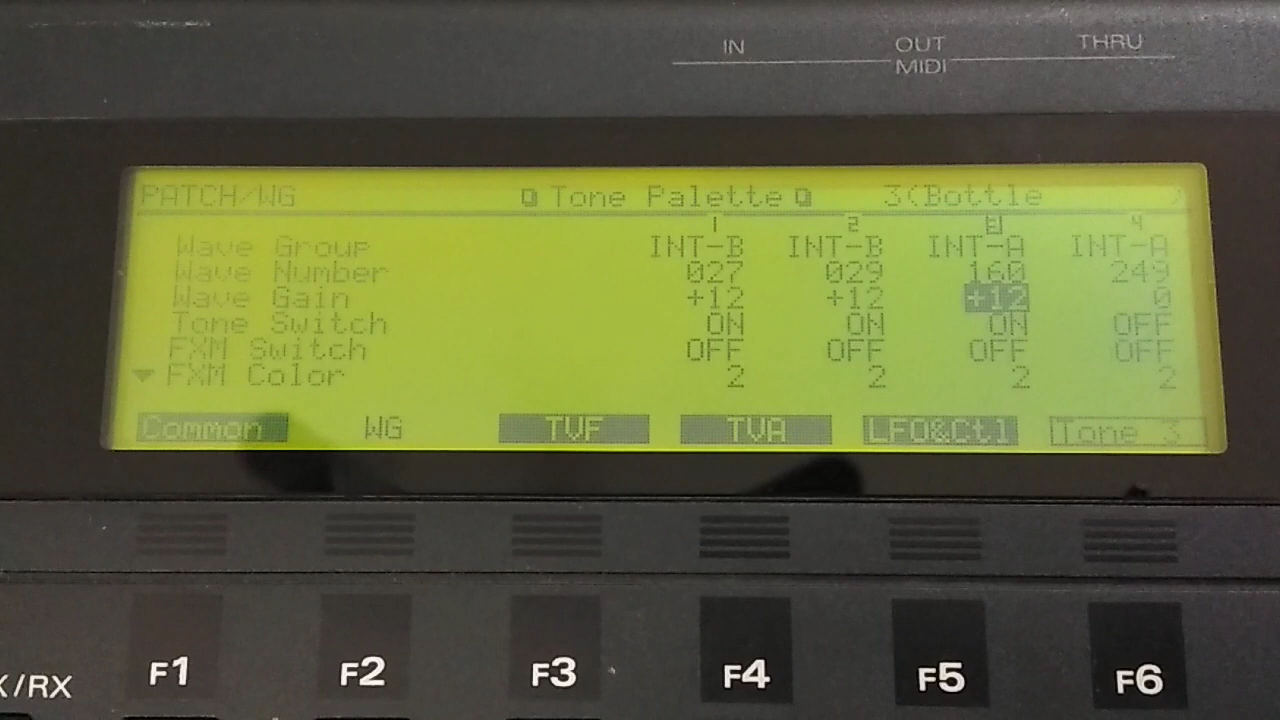 IN OUT THRU
MIDI
PATCH/WG Tone Palette 3(Bottle )
1 2 3 4
Wave Group INT-B INT-B INT-A INT-A
Wave Number 027 029 160 249
Wave Gain +12 +12 +12 0
Tone Switch ON ON ON OFF
FXM Switch OFF OFF OFF OFF
FXM Color 2 2 2 2
Common WG TVF TVA LFO&Ctl Tone 3
F1 F2 F3 F4 F5 F6
/RX